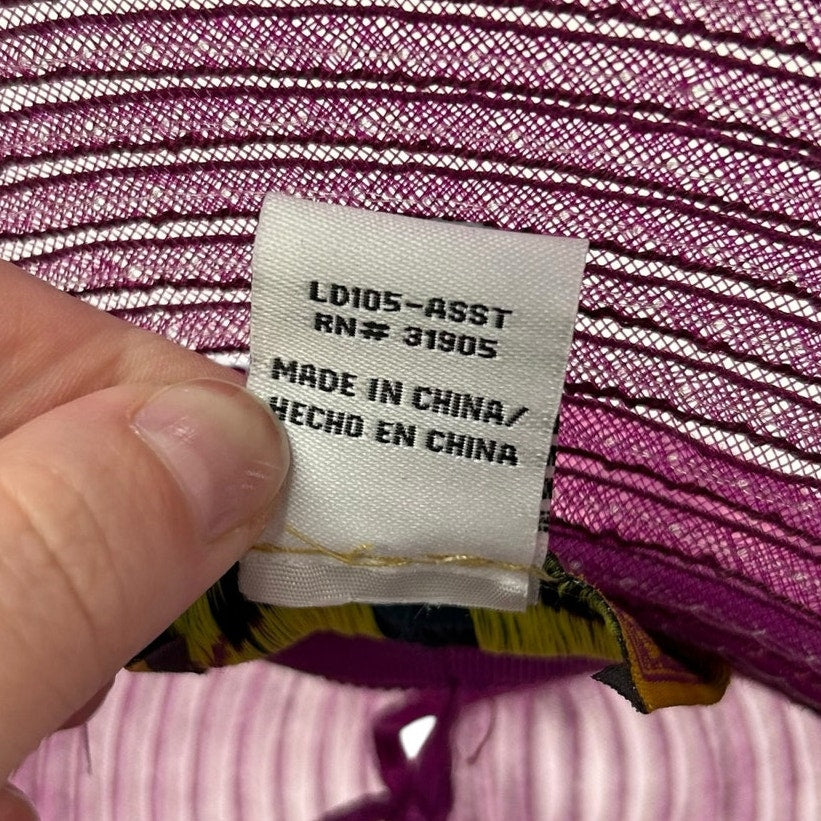 LD105-ASST
RN# 31905
MADE IN CHINA/
HECHO EN CHINA